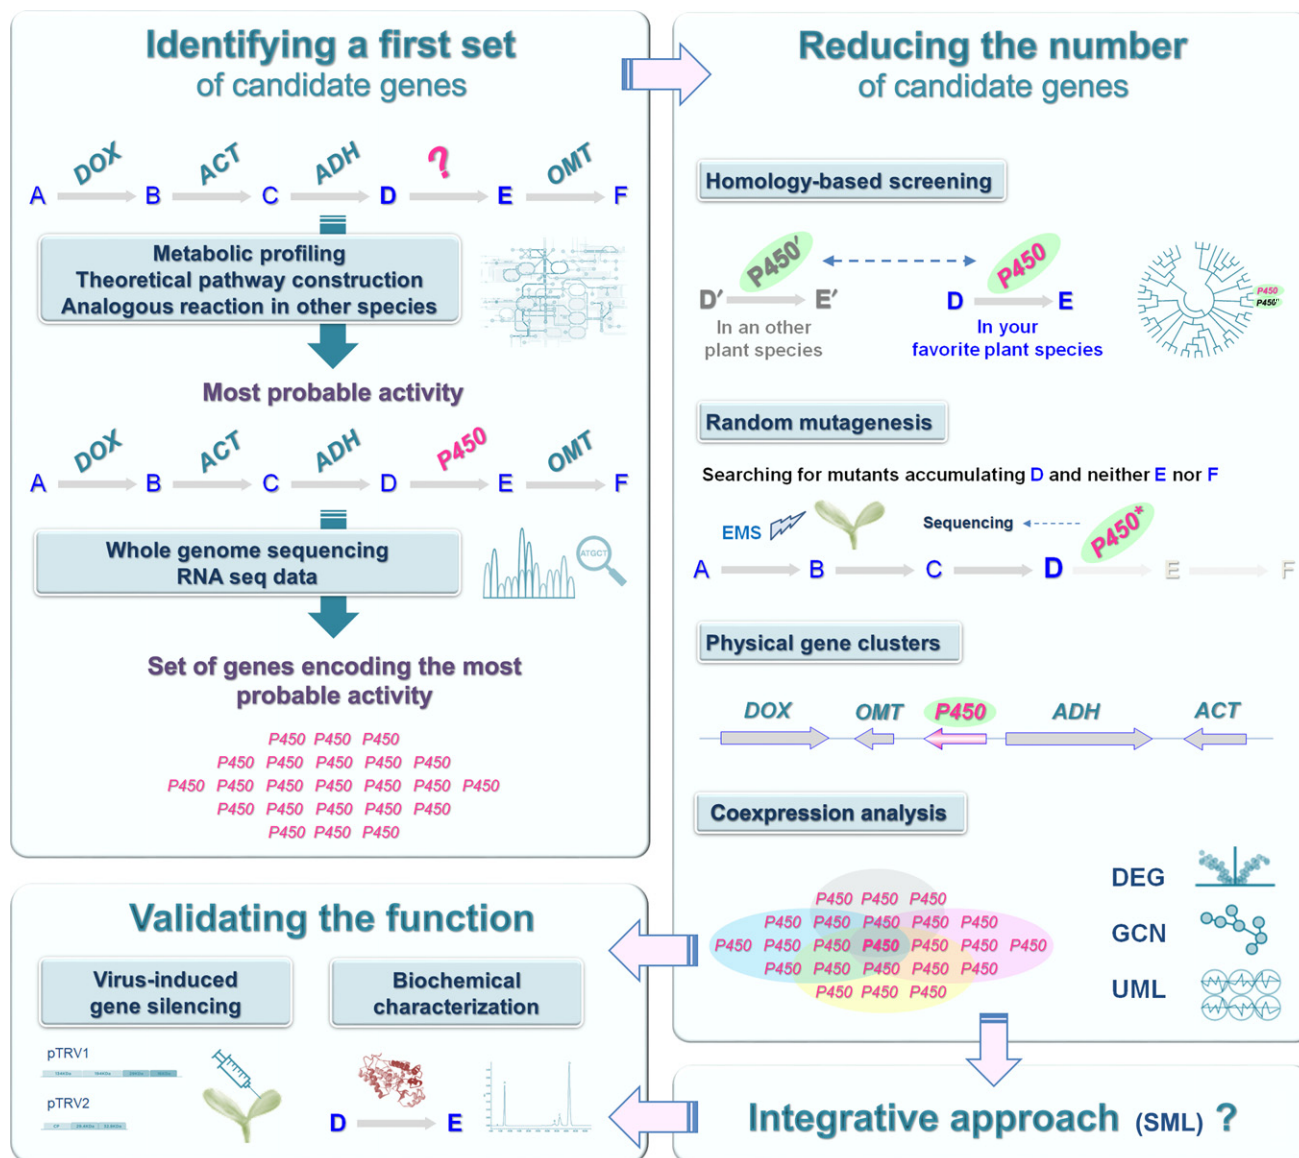 Identifying a first set
of candidate genes
DOX ACT ADH ? OMT
A B C D E F
Metabolic profiling
Theoretical pathway construction
Analogous reaction in other species
Most probable activity
DOX ACT ADH P450 OMT
A B C D E F
Whole genome sequencing
RNA seq data
ATGCT
Set of genes encoding the most
probable activity
P450 P450 P450
P450 P450 P450 P450 P450
P450 P450 P450 P450 P450 P450 P450
P450 P450 P450 P450 P450
P450 P450 P450
Reducing the number
of candidate genes
Homology-based screening
P450′ P450
D′ E′ D E
In an other
plant species
In your
favorite plant species
P450
P450′
Random mutagenesis
Searching for mutants accumulating D and neither E nor F
EMS Sequencing P450*
A B C D E F
Physical gene clusters
DOX OMT P450 ADH ACT
Coexpression analysis
P450 P450 P450
P450 P450 P450 P450 P450
P450 P450 P450 P450 P450 P450 P450
P450 P450 P450 P450 P450
P450 P450 P450
DEG
GCN
UML
Validating the function
Virus-induced
gene silencing
pTRV1
pTRV2
Biochemical
characterization
D E
Integrative approach (SML) ?